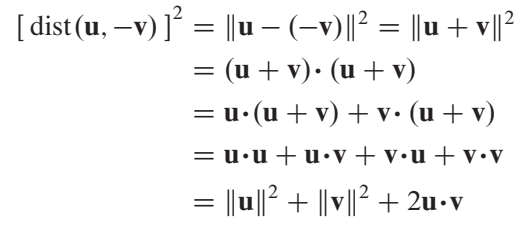 [ dist(u, −v) ]² = ‖u − (−v)‖² = ‖u + v‖²
= (u + v)· (u + v)
= u·(u + v) + v· (u + v)
= u·u + u·v + v·u + v·v
= ‖u‖² + ‖v‖² + 2u·v